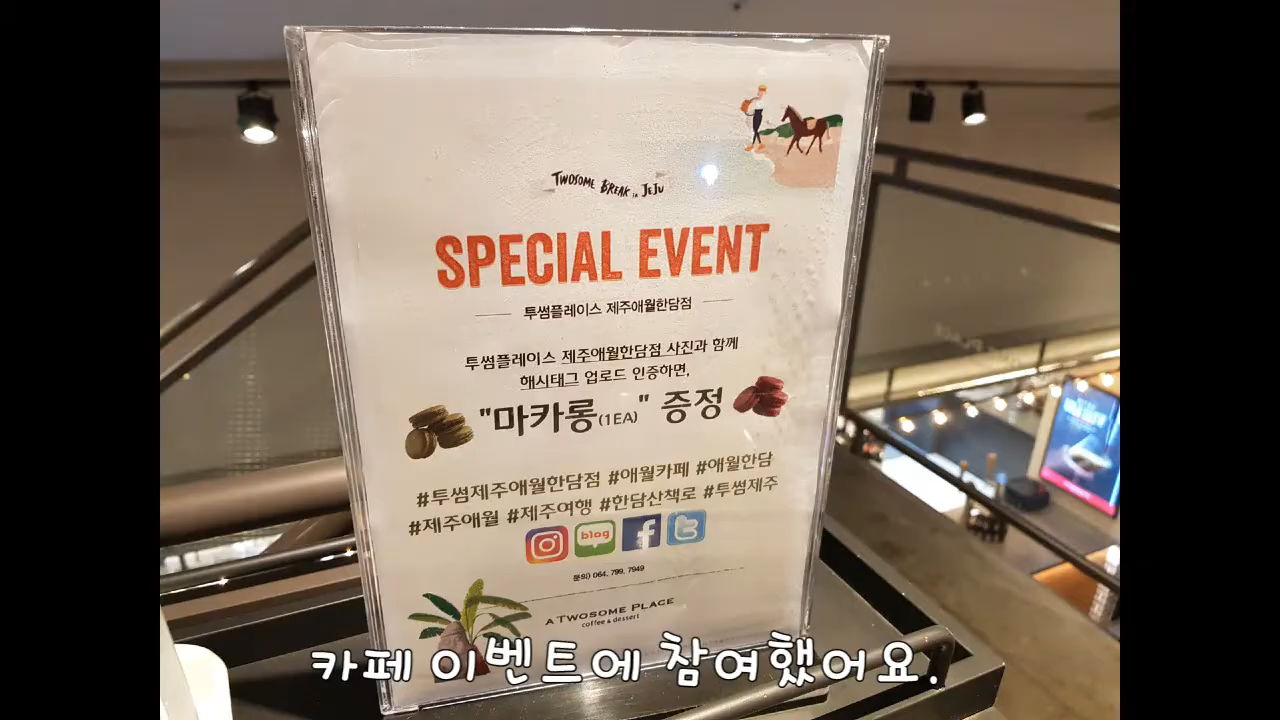 TWOSOME BREAK in JEJU
SPECIAL EVENT
투썸플레이스 제주애월한담점
투썸플레이스 제주애월한담점 사진과 함께
해시태그 업로드 인증하면,
"마카롱(1EA)" 증정
#투썸제주애월한담점 #애월카페 #애월한담
#제주애월 #제주여행 #한담산책로 #투썸제주
blog
문의) 064. 799. 7949
A TWOSOME PLACE
coffee & dessert
카페 이벤트에 참여했어요.